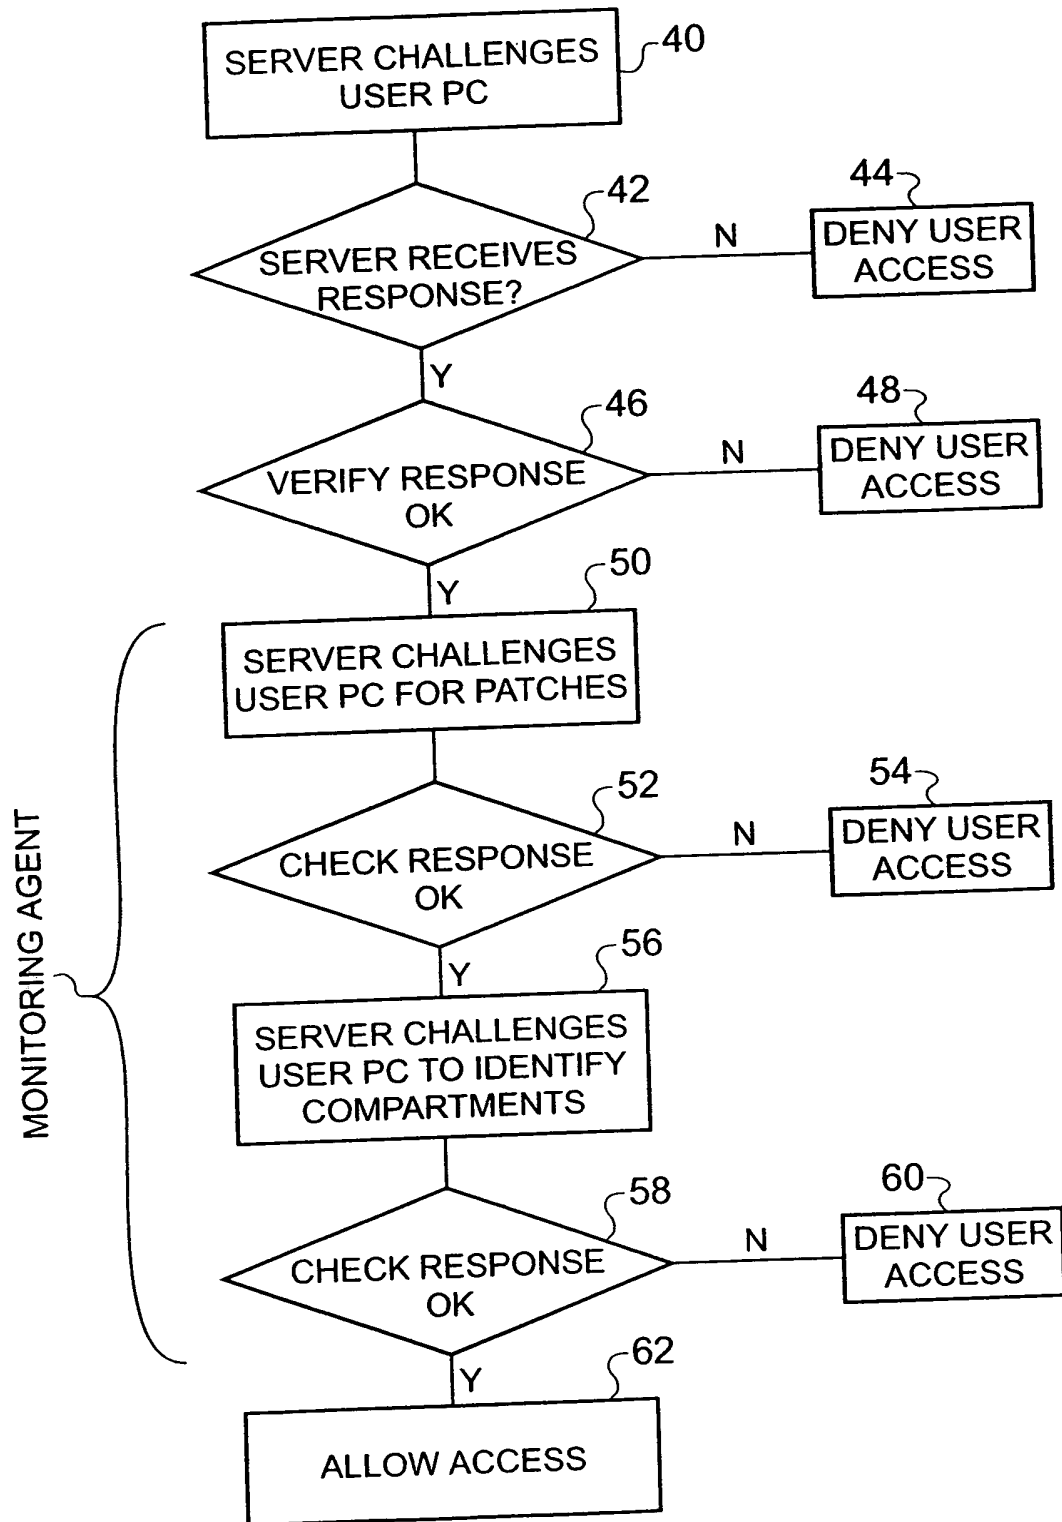 SERVER CHALLENGES
USER PC
40
SERVER RECEIVES
RESPONSE?
42
N
44
DENY USER
ACCESS
Y
VERIFY RESPONSE
OK
46
N
48
DENY USER
ACCESS
Y
50
SERVER CHALLENGES
USER PC FOR PATCHES
MONITORING AGENT
CHECK RESPONSE
OK
52
N
54
DENY USER
ACCESS
Y
56
SERVER CHALLENGES
USER PC TO IDENTIFY
COMPARTMENTS
CHECK RESPONSE
OK
58
N
60
DENY USER
ACCESS
Y
62
ALLOW ACCESS